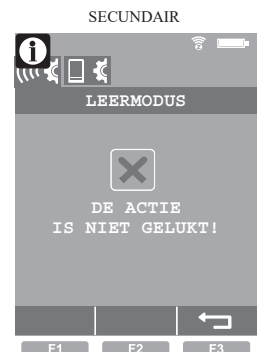 SECUNDAIR
LEERMODUS
DE ACTIE
IS NIET GELUKT!
F1 F2 F3